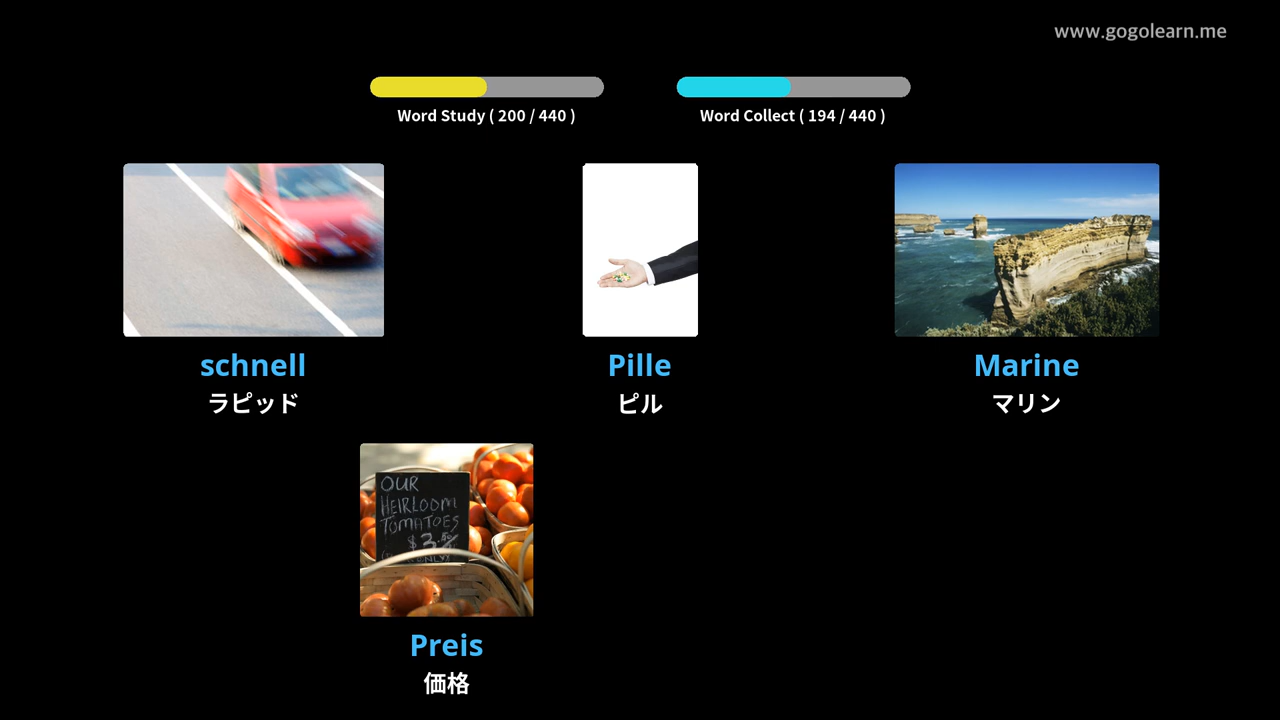 www.gogolearn.me
Word Study ( 200 / 440 )
Word Collect ( 194 / 440 )
schnell
ラピッド
Pille
ピル
Marine
マリン
OUR
HEIRLOOM
TOMATOES
Preis
価格